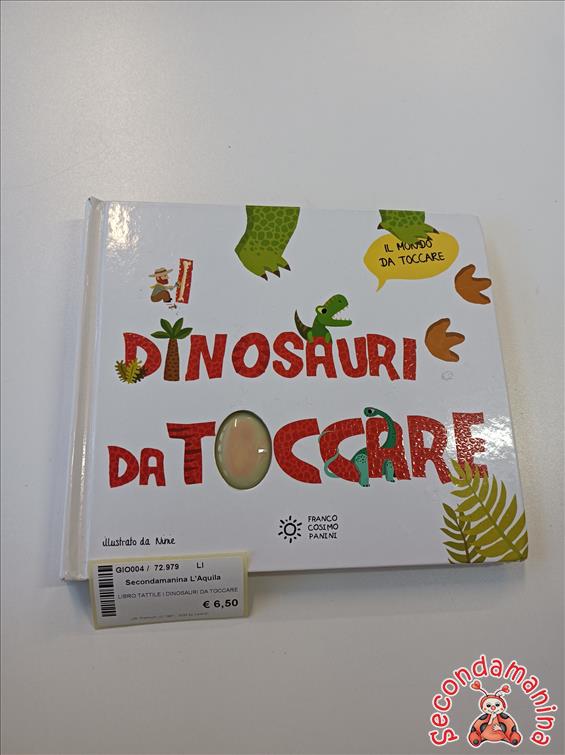 IL MONDO
DA TOCCARE
I
DINOSAURI
DA TOCCARE
illustrato da Nume
FRANCO
COSIMO
PANINI
GIO004 / 72.979 LI
Secondamanina L'Aquila
LIBRO TATTILE I DINOSAURI DA TOCCARE
€ 6,50
Secondamanina